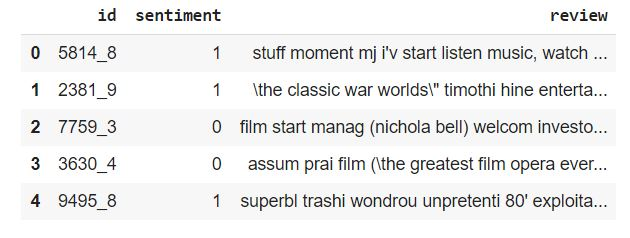 id sentiment review
0 5814_8 1 stuff moment mj i'v start listen music, watch ...
1 2381_9 1 \the classic war worlds\" timothi hine enterta...
2 7759_3 0 film start manag (nichola bell) welcom investo...
3 3630_4 0 assum prai film (\the greatest film opera ever...
4 9495_8 1 superbl trashi wondrou unpretenti 80' exploita...